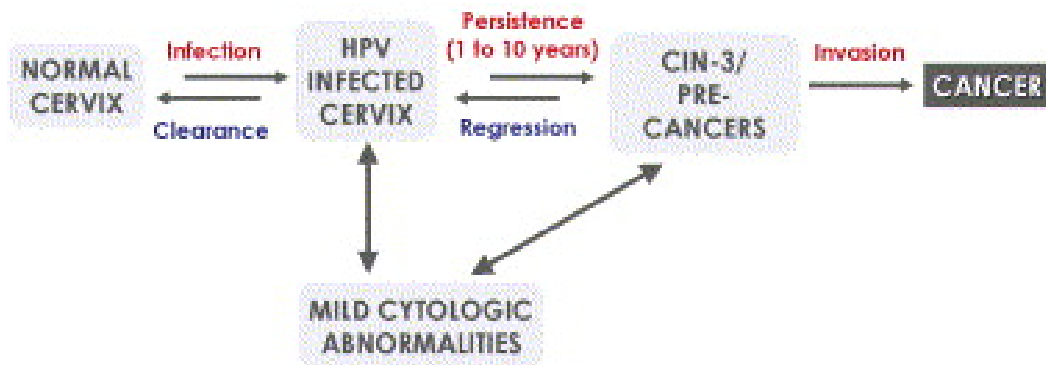 NORMAL
CERVIX
Infection
Clearance
HPV
INFECTED
CERVIX
Persistence
(1 to 10 years)
Regression
CIN-3/
PRE-
CANCERS
Invasion
CANCER
MILD CYTOLOGIC
ABNORMALITIES